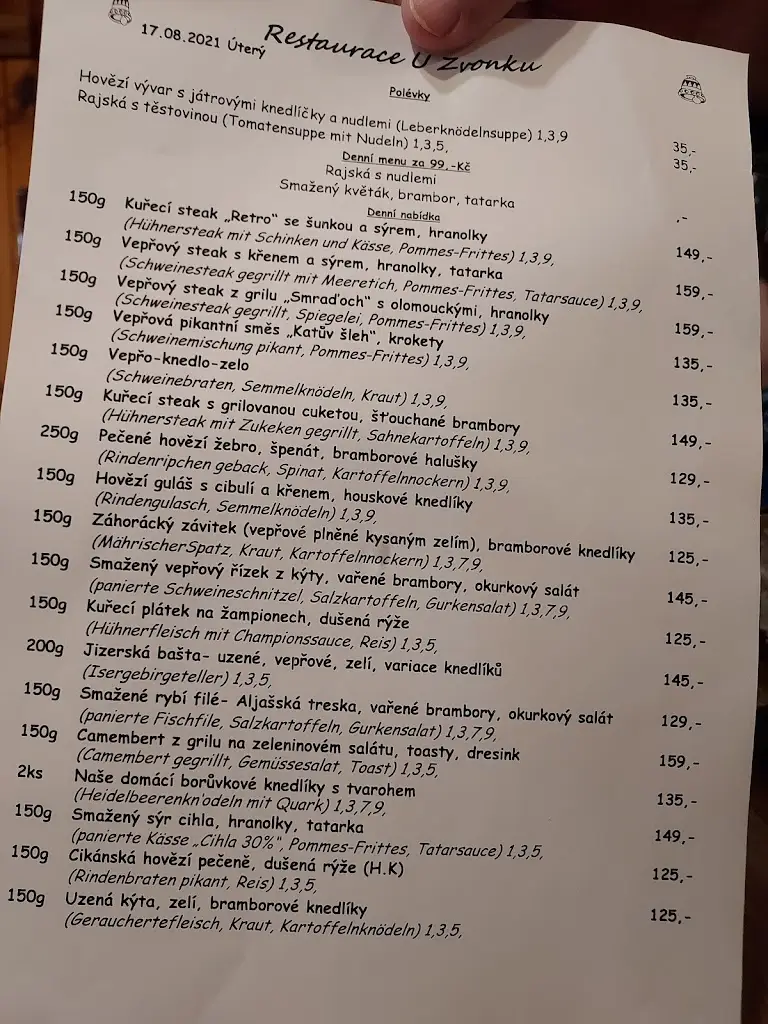 17.08.2021 Úterý
Restaurace U Zvonku
Polévky
Hovězí vývar s játrovými knedlíčky a nudlemi (Leberknödelnsuppe) 1,3,9 35,-
Rajská s těstovinou (Tomatensuppe mit Nudeln) 1,3,5, 35,-
Denní menu za 99,-Kč
Rajská s nudlemi
Smažený květák, brambor, tatarka ,-
Denní nabídka
150g Kuřecí steak „Retro" se šunkou a sýrem, hranolky 149,-
(Hühnersteak mit Schinken und Kässe, Pommes-Frittes) 1,3,9,
150g Vepřový steak s křenem a sýrem, hranolky, tatarka 159,-
(Schweinesteak gegrillt mit Meeretich, Pommes-Frittes, Tatarsauce) 1,3,9,
150g Vepřový steak z grilu „Smraďoch" s olomouckými, hranolky 159,-
(Schweinesteak gegrillt, Spiegelei, Pommes-Frittes) 1,3,9,
150g Vepřová pikantní směs „Katův šleh", krokety 135,-
(Schweinemischung pikant, Pommes-Frittes) 1,3,9,
150g Vepřo-knedlo-zelo 135,-
(Schweinebraten, Semmelknödeln, Kraut) 1,3,9,
150g Kuřecí steak s grilovanou cuketou, šťouchané brambory 149,-
(Hühnersteak mit Zukeken gegrillt, Sahnekartoffeln) 1,3,9,
250g Pečené hovězí žebro, špenát, bramborové halušky 129,-
(Rindenripchen geback, Spinat, Kartoffelnnockern) 1,3,9,
150g Hovězí guláš s cibulí a křenem, houskové knedlíky 135,-
(Rindengulasch, Semmelknödeln) 1,3,9,
150g Záhorácký závitek (vepřové plněné kysaným zelím), bramborové knedlíky 125,-
(MährischerSpatz, Kraut, Kartoffelnnockern) 1,3,7,9,
150g Smažený vepřový řízek z kýty, vařené brambory, okurkový salát 145,-
(panierte Schweineschnitzel, Salzkartoffeln, Gurkensalat) 1,3,7,9,
150g Kuřecí plátek na žampionech, dušená rýže 125,-
(Hühnerfleisch mit Championssauce, Reis) 1,3,5,
200g Jizerská bašta- uzené, vepřové, zelí, variace knedlíků 145,-
(Isergebirgeteller) 1,3,5,
150g Smažené rybí filé- Aljašská treska, vařené brambory, okurkový salát 129,-
(panierte Fischfile, Salzkartoffeln, Gurkensalat) 1,3,7,9,
150g Camembert z grilu na zeleninovém salátu, toasty, dresink 159,-
(Camembert gegrillt, Gemüssesalat, Toast) 1,3,5,
2ks Naše domácí borůvkové knedlíky s tvarohem 135,-
(Heidelbeerenkn'odeln mit Quark) 1,3,7,9,
150g Smažený sýr cihla, hranolky, tatarka 149,-
(panierte Kässe „Cihla 30%", Pommes-Frittes, Tatarsauce) 1,3,5,
150g Cikánská hovězí pečeně, dušená rýže (H.K) 125,-
(Rindenbraten pikant, Reis) 1,3,5,
150g Uzená kýta, zelí, bramborové knedlíky 125,-
(Gerauchertefleisch, Kraut, Kartoffelnknödeln) 1,3,5,